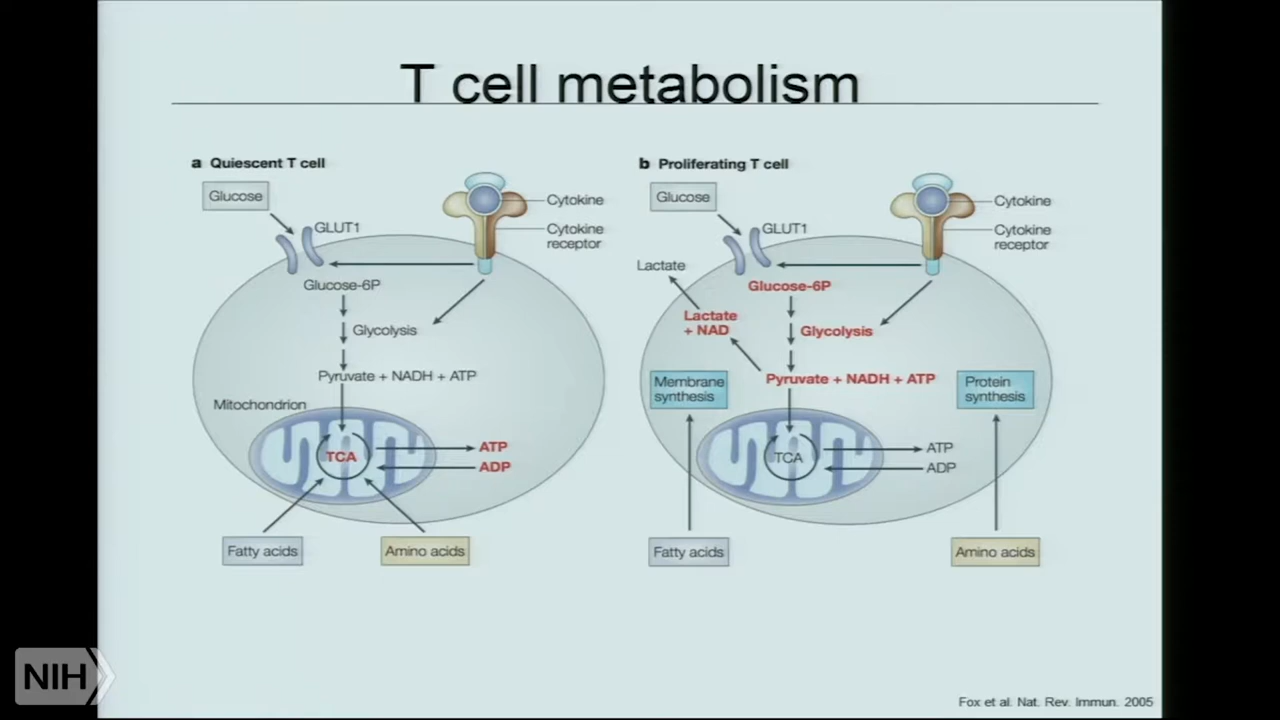 T cell metabolism
a Quiescent T cell
Glucose
GLUT1
Cytokine
Cytokine
receptor
Glucose-6P
Glycolysis
Pyruvate + NADH + ATP
Mitochondrion
TCA
ATP
ADP
Fatty acids
Amino acids
b Proliferating T cell
Glucose
GLUT1
Cytokine
Cytokine
receptor
Lactate
Glucose-6P
Lactate
+ NAD
Glycolysis
Pyruvate + NADH + ATP
Membrane
synthesis
Protein
synthesis
TCA
ATP
ADP
Fatty acids
Amino acids
NIH
Fox et al. Nat. Rev. Immun. 2005